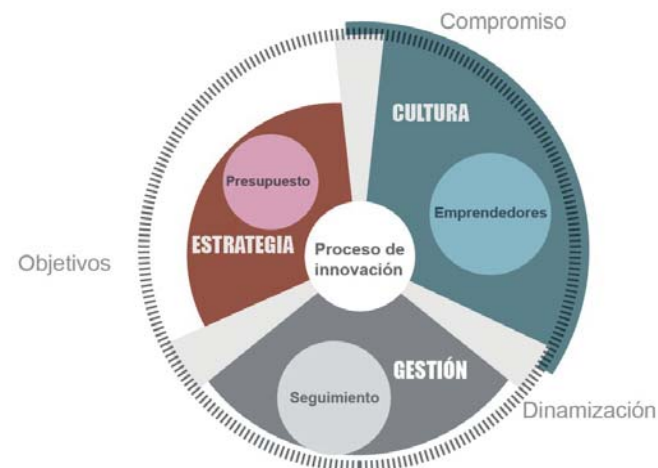 Compromiso
CULTURA
Presupuesto
Emprendedores
ESTRATEGIA
Proceso de
innovación
Objetivos
GESTIÓN
Seguimiento
Dinamización